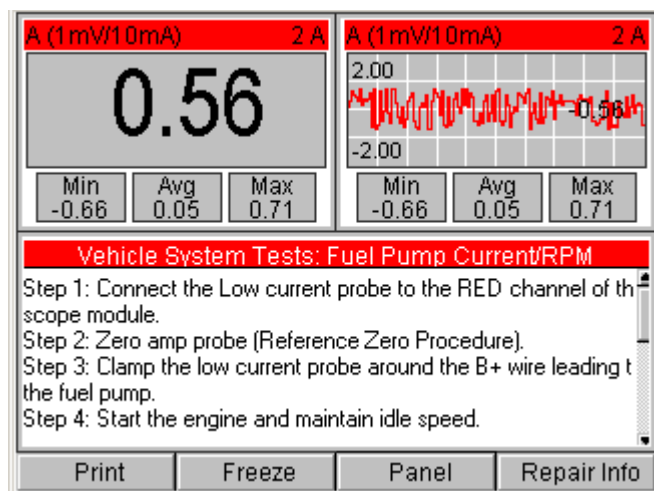 A (1mV/10mA) 2 A
0.56
Min Avg Max
-0.66 0.05 0.71
A (1mV/10mA) 2 A
2.00
-0.56
-2.00
Min Avg Max
-0.66 0.05 0.71
Vehicle System Tests: Fuel Pump Current/RPM
Step 1: Connect the Low current probe to the RED channel of th
scope module.
Step 2: Zero amp probe (Reference Zero Procedure).
Step 3: Clamp the low current probe around the B+ wire leading t
the fuel pump.
Step 4: Start the engine and maintain idle speed.
Print Freeze Panel Repair Info